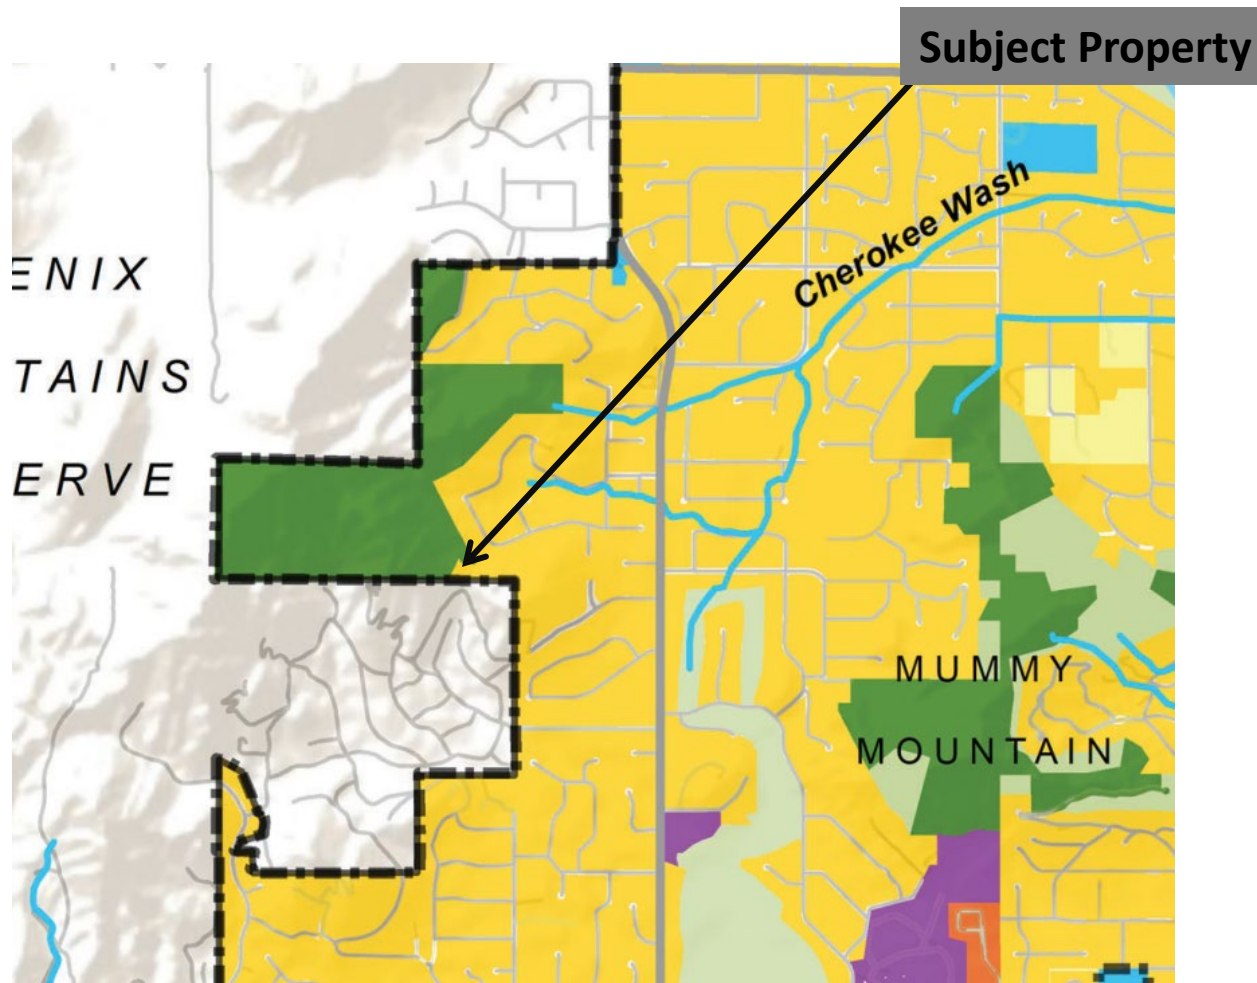 Subject Property
Cherokee Wash
ENIX
TAINS
ERVE
MUMMY
MOUNTAIN